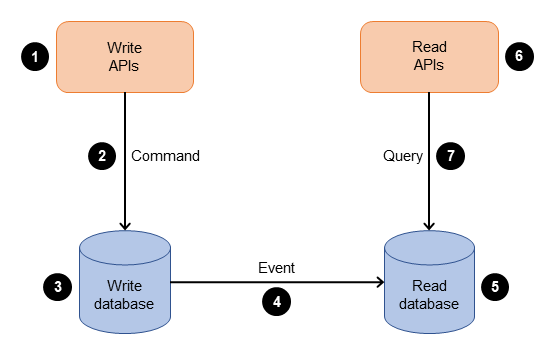 1
Write
APIs
Read
APIs
6
2
Command
Query
7
3
Write
database
Event
4
Read
database
5